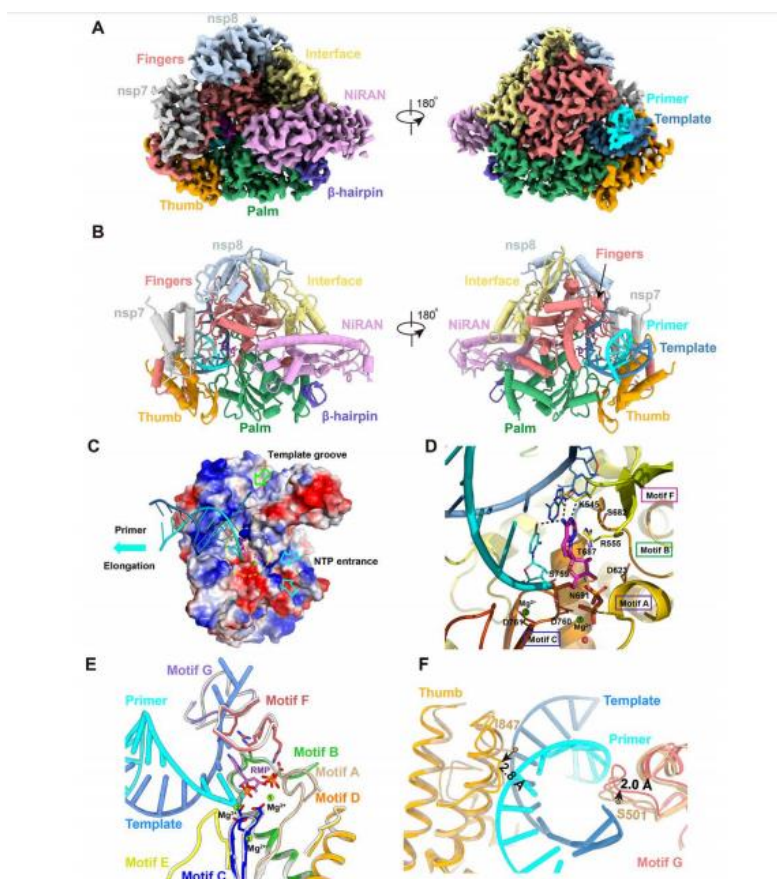 A
nsp8
Fingers
Interface
nsp7
NiRAN
180°
Primer
Template
β-hairpin
Thumb
Palm
B
nsp8
nsp8
Fingers
Fingers
Interface
Interface
nsp7
nsp7
NiRAN
180°
NiRAN
Primer
Template
Thumb
β-hairpin
Palm
Palm
Thumb
C
Template groove
Primer
Elongation
NTP entrance
D
K545
Motif F
S682
R555
T687
Motif B
S759
D623
N691
Motif A
Mg²⁺
D761
D760
Mg²⁺
Motif C
E
Motif G
Motif F
Primer
Motif B
RMP
Motif A
Motif D
Mg²⁺
Mg²⁺
Template
Mg²⁺
Motif E
Motif C
F
Thumb
I847
Template
Primer
2.8 Å
2.0 Å
S501
Motif G